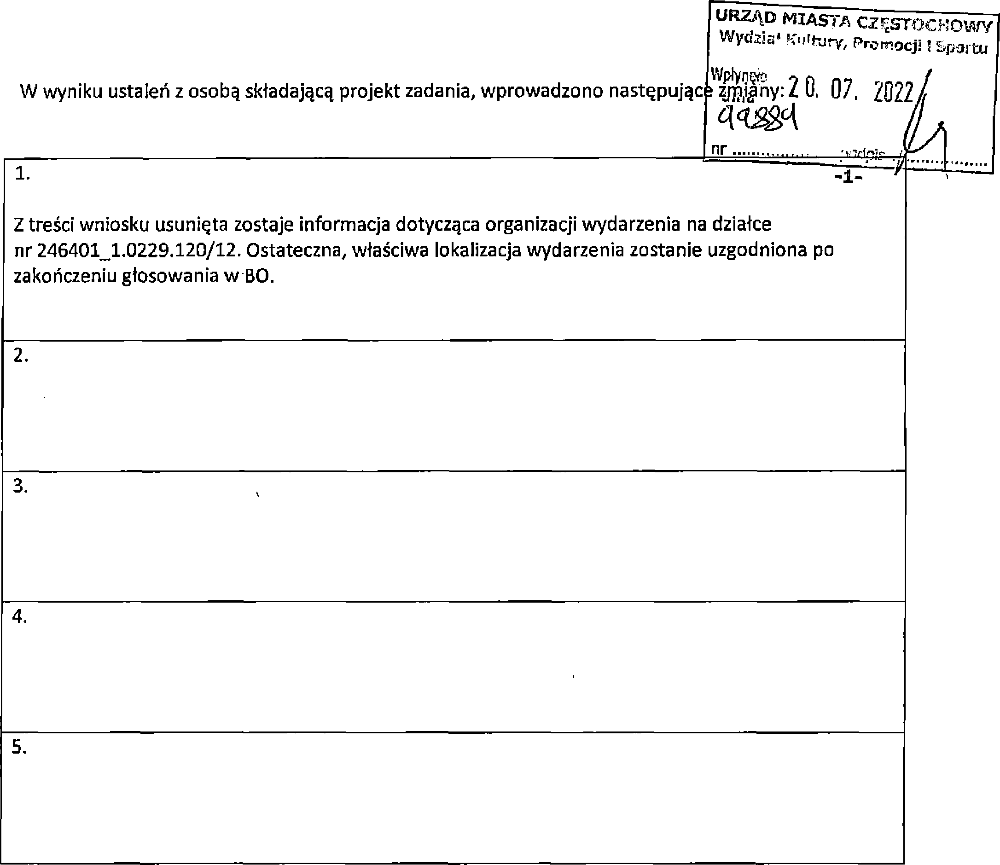 URZĄD MIASTA CZĘSTOCHOWY
Wydział Kultury, Promocji i Sportu
Wpłynęło
dnia
20. 07. 2022
W wyniku ustaleń z osobą składającą projekt zadania, wprowadzono następujące zmiany:
nr
-1-
1.
Z treści wniosku usunięta zostaje informacja dotycząca organizacji wydarzenia na działce
nr 246401_1.0229.120/12. Ostateczna, właściwa lokalizacja wydarzenia zostanie uzgodniona po
zakończeniu głosowania w BO.
2.
3.
4.
5.